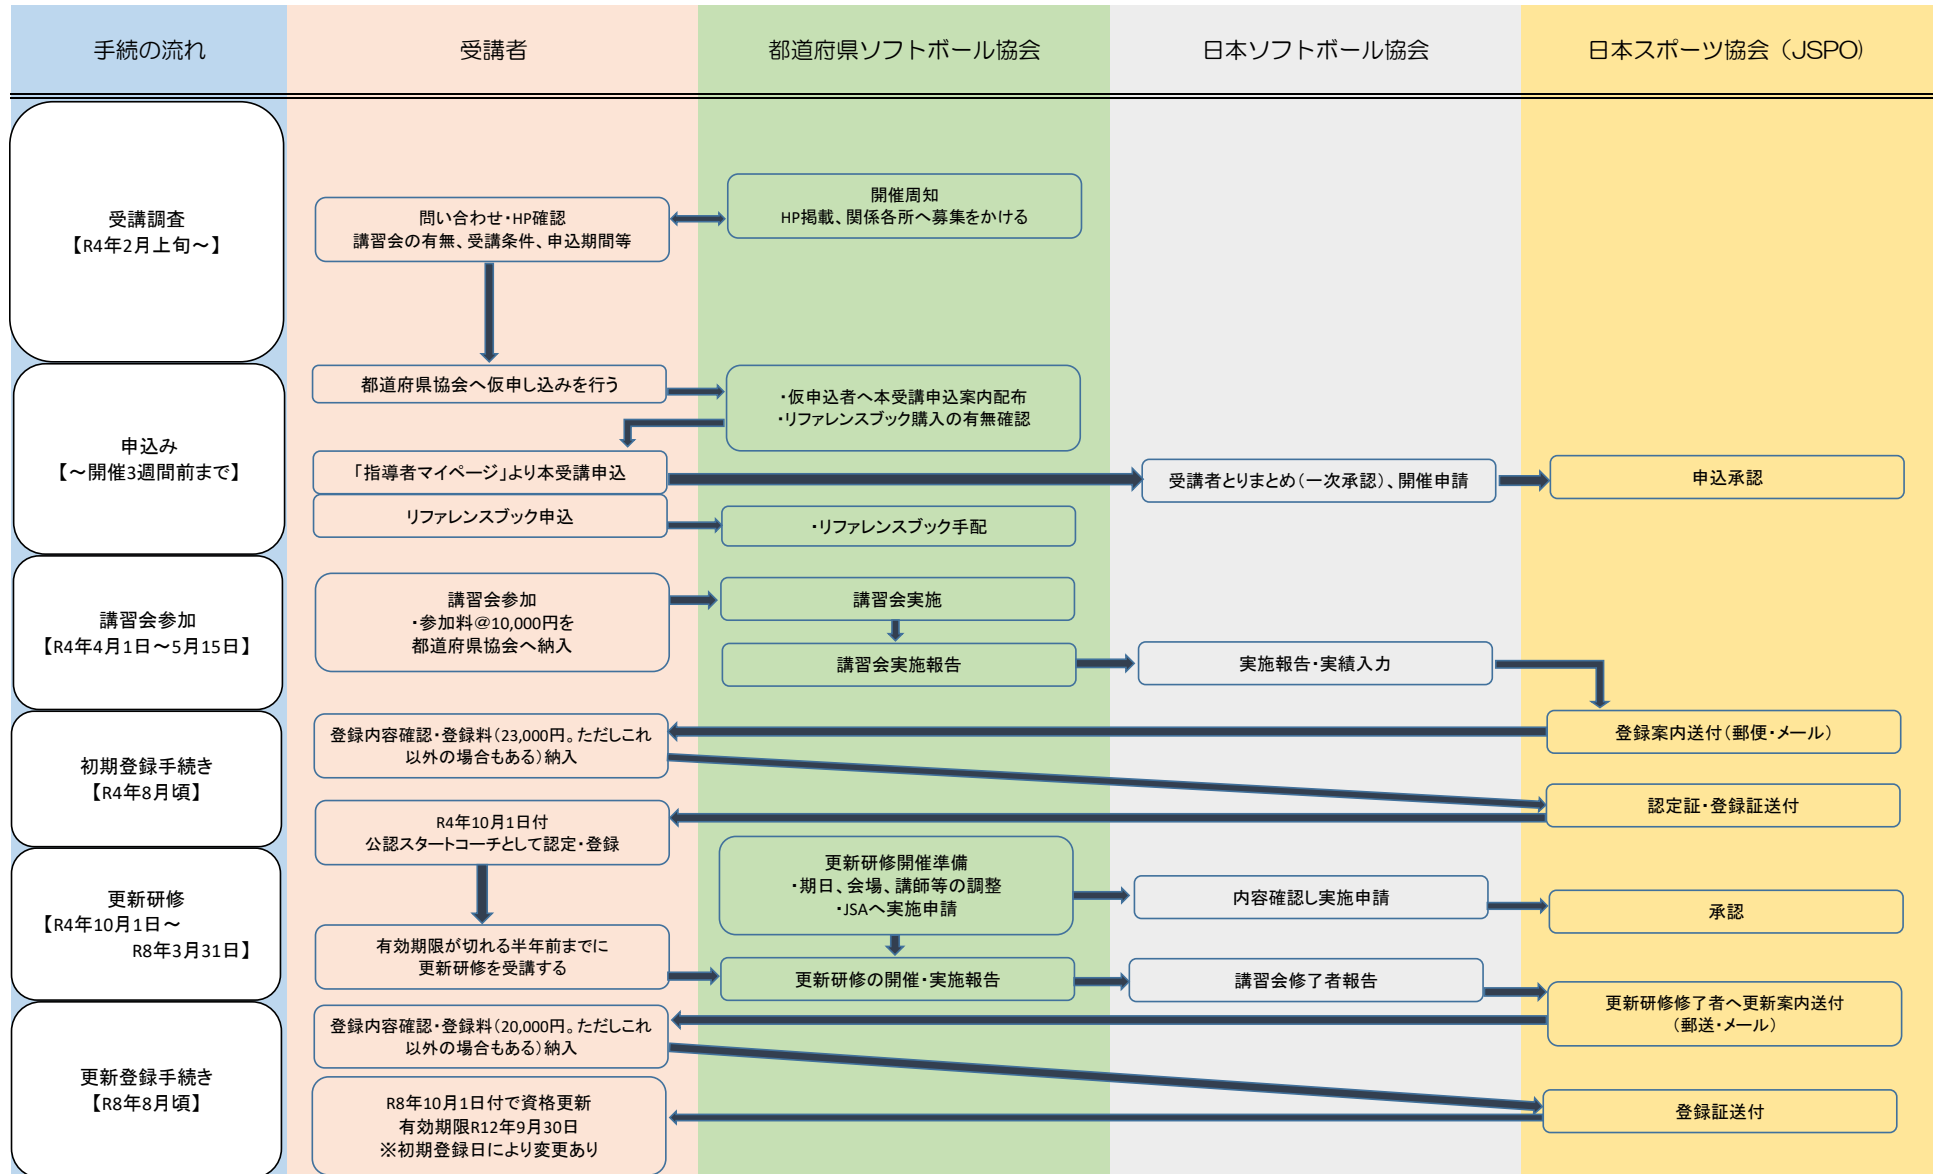 手続の流れ
受講者
都道府県ソフトボール協会
日本ソフトボール協会
日本スポーツ協会（JSPO）
受講調査
【R4年2月上旬～】
問い合わせ・HP確認
講習会の有無、受講条件、申込期間等
開催周知
HP掲載、関係各所へ募集をかける
申込み
【～開催3週間前まで】
都道府県協会へ仮申し込みを行う
・仮申込者へ本受講申込案内配布
・リファレンスブック購入の有無確認
「指導者マイページ」より本受講申込
受講者とりまとめ（一次承認）、開催申請
申込承認
リファレンスブック申込
・リファレンスブック手配
講習会参加
【R4年4月1日～5月15日】
講習会参加
・参加料＠10,000円を
都道府県協会へ納入
講習会実施
講習会実施報告
実施報告・実績入力
初期登録手続き
【R4年8月頃】
登録内容確認・登録料（23,000円。ただしこれ
以外の場合もある）納入
登録案内送付（郵便・メール）
認定証・登録証送付
R4年10月1日付
公認スタートコーチとして認定・登録
更新研修
【R4年10月1日～
R8年3月31日】
更新研修開催準備
・期日、会場、講師等の調整
・JSAへ実施申請
内容確認し実施申請
承認
有効期限が切れる半年前までに
更新研修を受講する
更新研修の開催・実施報告
講習会修了者報告
更新研修修了者へ更新案内送付
（郵送・メール）
更新登録手続き
【R8年8月頃】
登録内容確認・登録料（20,000円。ただしこれ
以外の場合もある）納入
登録証送付
R8年10月1日付で資格更新
有効期限R12年9月30日
※初期登録日により変更あり